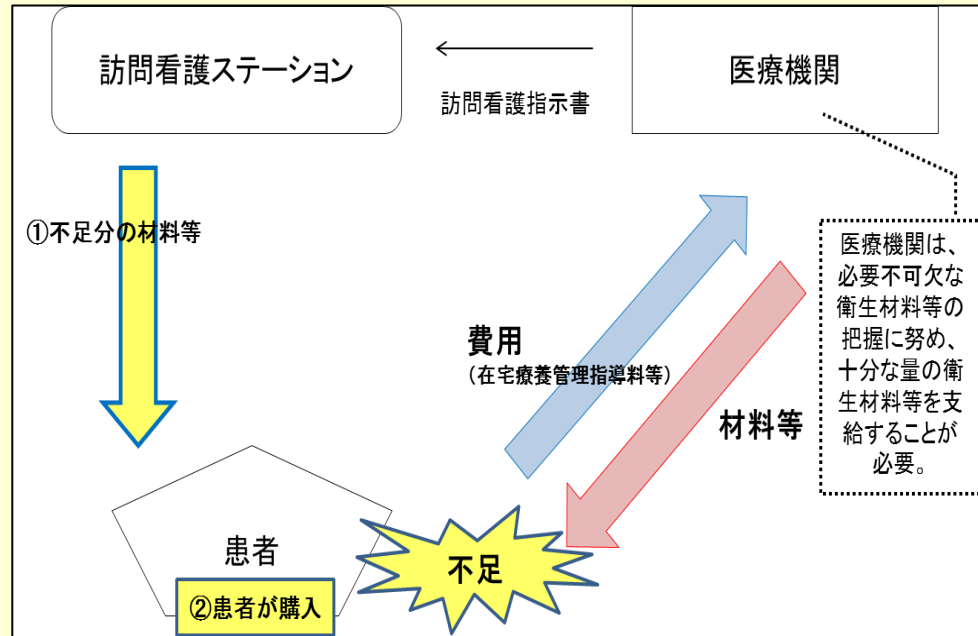 訪問看護ステーション
医療機関
訪問看護指示書
①不足分の材料等
医療機関は、
必要不可欠な
衛生材料等の
把握に努め、
十分な量の衛
生材料等を支
給することが
必要。
費用
(在宅療養管理指導料等)
材料等
患者
不足
②患者が購入